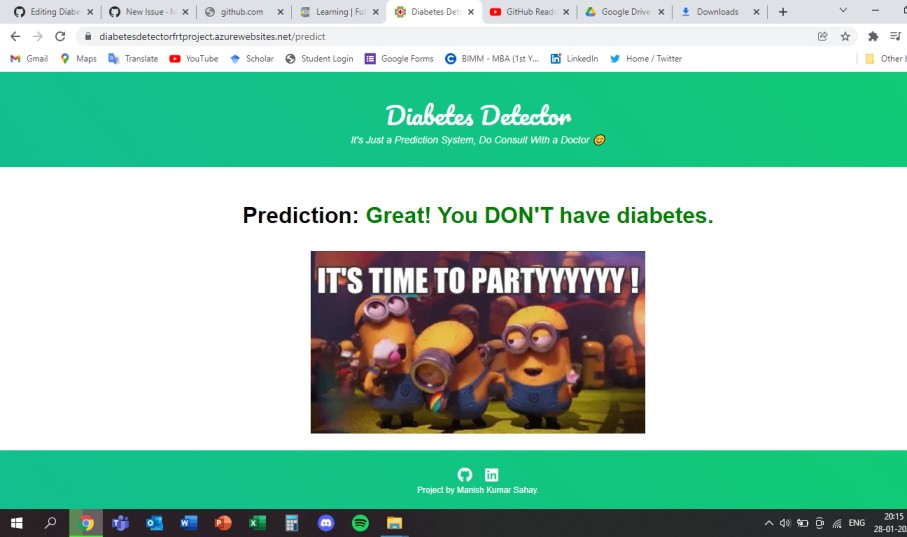 Editing Diabe
New Issue · M
github.com
Learning | Fut
Diabetes Det
GitHub Readm
Google Drive
Downloads
diabetesdetectorfrtproject.azurewebsites.net/predict
Gmail
Maps
Translate
YouTube
Scholar
Student Login
Google Forms
BIMM - MBA (1st Y...
LinkedIn
Home / Twitter
Other b
Diabetes Detector
It's Just a Prediction System, Do Consult With a Doctor
Prediction: Great! You DON'T have diabetes.
IT'S TIME TO PARTYYYYYY !
Project by Manish Kumar Sahay.
ENG
20:15
28-01-20